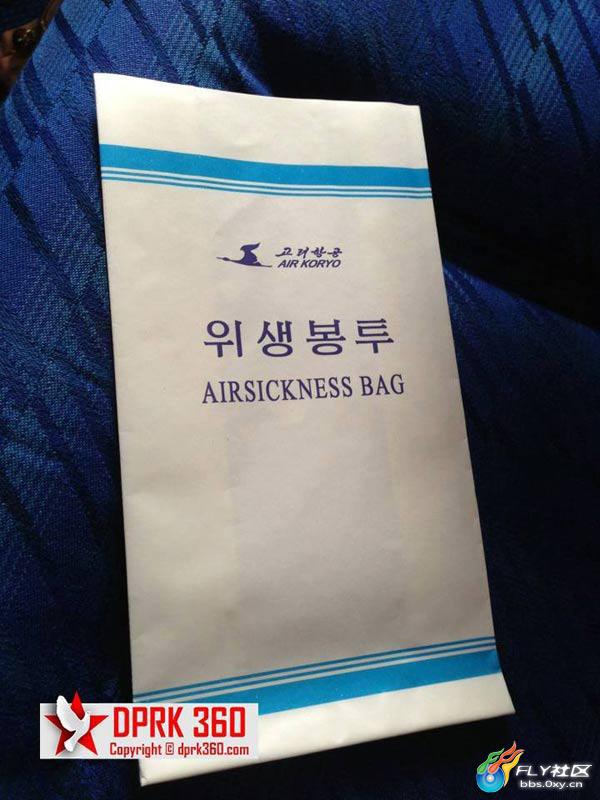 고려항공
AIR KORYO
위생봉투
AIRSICKNESS BAG
DPRK 360
Copyright © dprk360.com
FLY社区
bbs.0xy.cn